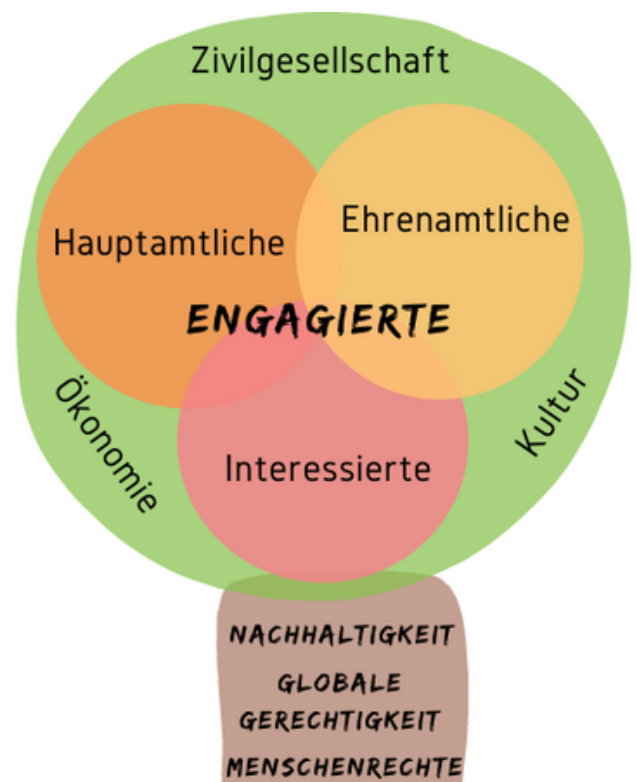 Zivilgesellschaft
Hauptamtliche
Ehrenamtliche
ENGAGIERTE
Ökonomie
Kultur
Interessierte
NACHHALTIGKEIT
GLOBALE
GERECHTIGKEIT
MENSCHENRECHTE